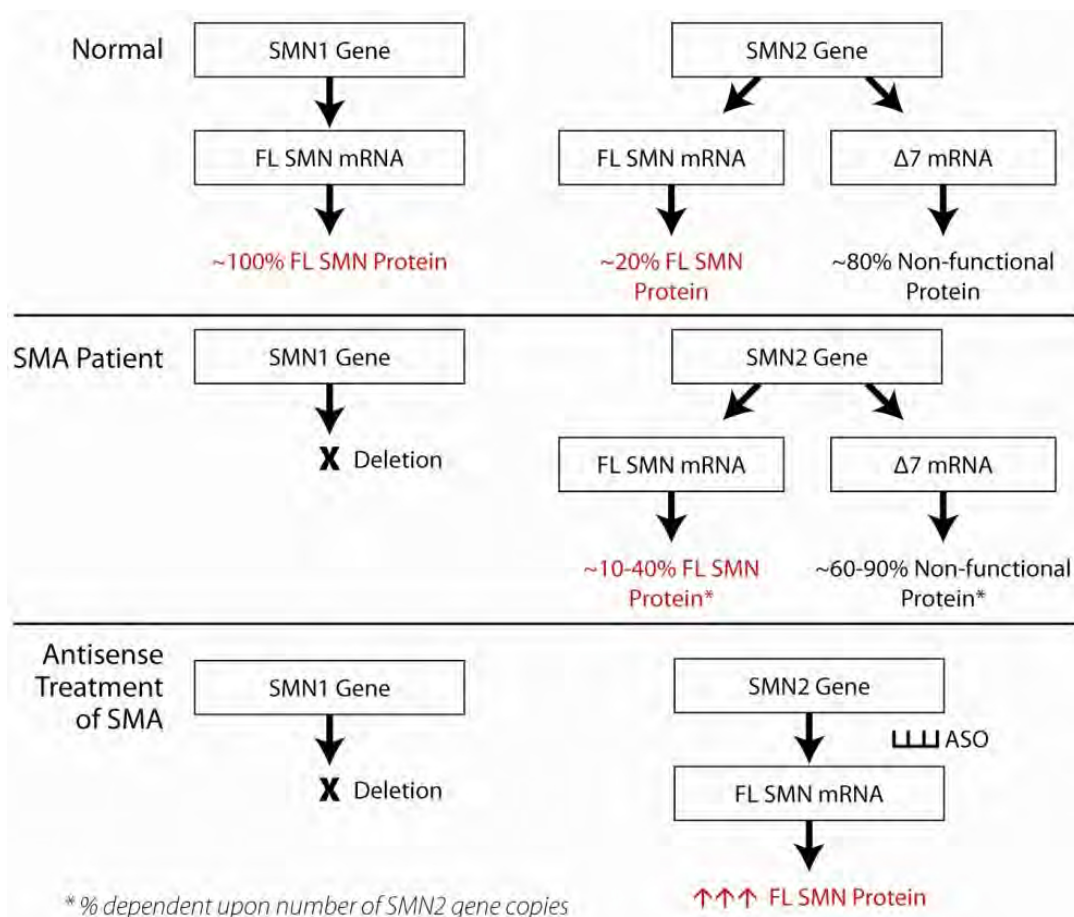 Normal
SMN1 Gene
SMN2 Gene
FL SMN mRNA
FL SMN mRNA
Δ7 mRNA
~100% FL SMN Protein
~20% FL SMN
Protein
~80% Non-functional
Protein
SMA Patient
SMN1 Gene
SMN2 Gene
X Deletion
FL SMN mRNA
Δ7 mRNA
~10-40% FL SMN
Protein*
~60-90% Non-functional
Protein*
Antisense
Treatment
of SMA
SMN1 Gene
SMN2 Gene
ASO
X Deletion
FL SMN mRNA
↑↑↑ FL SMN Protein
* % dependent upon number of SMN2 gene copies